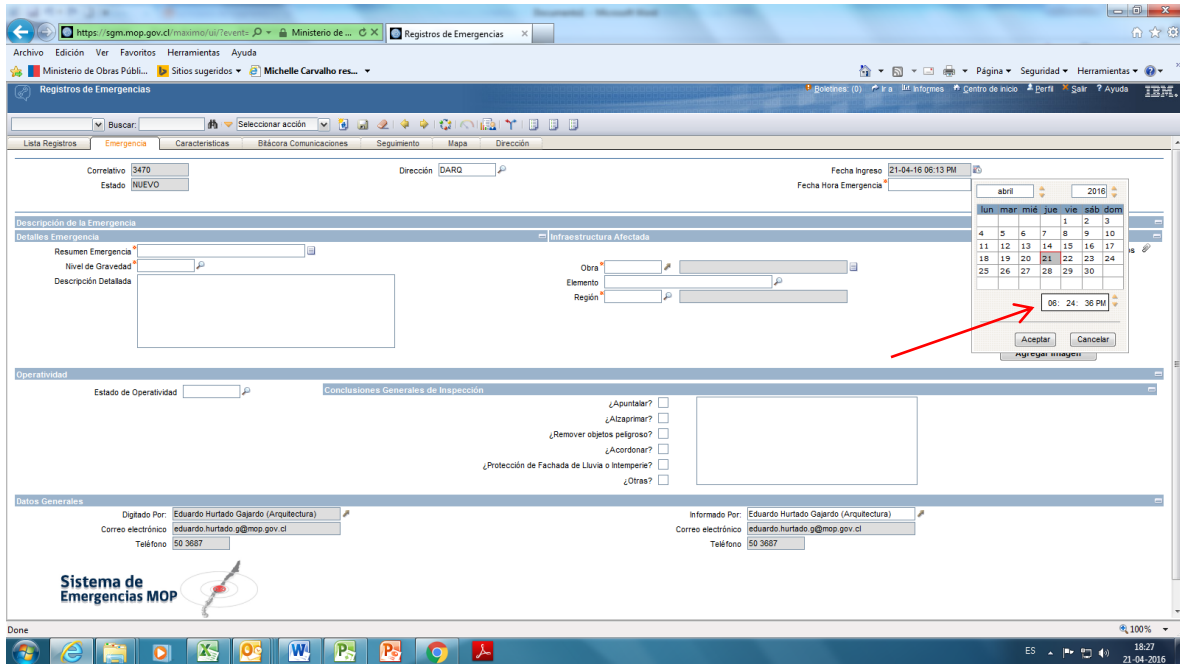 https://sgm.mop.gov.cl/maximo/ui/?event= Ministerio de ... Registros de Emergencias
Archivo Edición Ver Favoritos Herramientas Ayuda
Ministerio de Obras Públi... Sitios sugeridos Michelle Carvalho res... Página Seguridad Herramientas
Registros de Emergencias Boletines: (0) Ir a Informes Centro de inicio Perfil Salir ? Ayuda IBM.
Buscar: Seleccionar acción
Lista Registros Emergencia Características Bitácora Comunicaciones Seguimiento Mapa Dirección
Correlativo 3470 Dirección DARQ Fecha Ingreso 21-04-16 06:13 PM
Estado NUEVO Fecha Hora Emergencia *
abril 2016
lun mar mié jue vie sáb dom
1 2 3
4 5 6 7 8 9 10
11 12 13 14 15 16 17
18 19 20 21 22 23 24
25 26 27 28 29 30
06: 24: 36 PM
Aceptar Cancelar
Agregar Imagen
Descripción de la Emergencia
Detalles Emergencia Infraestructura Afectada
Resumen Emergencia *
Nivel de Gravedad * Obra *
Descripción Detallada Elemento
Región *
Operatividad
Estado de Operatividad Conclusiones Generales de Inspección
¿Apuntalar?
¿Alzaprimar?
¿Remover objetos peligroso?
¿Acordonar?
¿Protección de Fachada de Lluvia o Intemperie?
¿Otras?
Datos Generales
Digitado Por: Eduardo Hurtado Gajardo (Arquitectura) Informado Por: Eduardo Hurtado Gajardo (Arquitectura)
Correo electrónico eduardo.hurtado.g@mop.gov.cl Correo electrónico eduardo.hurtado.g@mop.gov.cl
Teléfono 50 3687 Teléfono 50 3687
Sistema de
Emergencias MOP
Done 100%
ES 18:27
21-04-2016